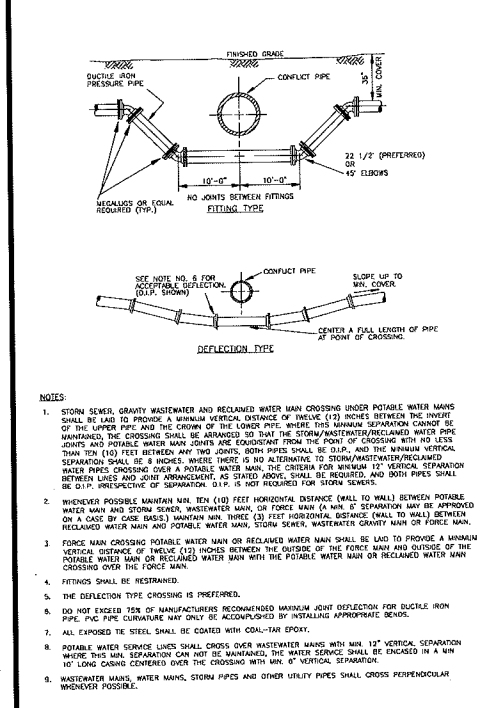 FINISHED GRADE
DUCTILE IRON
PRESSURE PIPE
CONFLICT PIPE
36"
MIN. COVER
22 1/2° (PREFERRED)
OR
45° ELBOWS
10'-0"
10'-0"
MEGALUGS OR EQUAL
REQUIRED (TYP.)
NO JOINTS BETWEEN FITTINGS
FITTING TYPE
SEE NOTE NO. 6 FOR
ACCEPTABLE DEFLECTION.
(D.I.P. SHOWN)
CONFLICT PIPE
SLOPE UP TO
MIN. COVER.
CENTER A FULL LENGTH OF PIPE
AT POINT OF CROSSING.
DEFLECTION TYPE
NOTES:
1. STORM SEWER, GRAVITY WASTEWATER AND RECLAIMED WATER MAIN CROSSING UNDER POTABLE WATER MAINS
SHALL BE LAID TO PROVIDE A MINIMUM VERTICAL DISTANCE OF TWELVE (12) INCHES BETWEEN THE INVERT
OF THE UPPER PIPE AND THE CROWN OF THE LOWER PIPE. WHERE THIS MINIMUM SEPARATION CANNOT BE
MAINTAINED, THE CROSSING SHALL BE ARRANGED SO THAT THE STORM/WASTEWATER/RECLAIMED WATER PIPE
JOINTS AND POTABLE WATER MAIN JOINTS ARE EQUIDISTANT FROM THE POINT OF CROSSING WITH NO LESS
THAN TEN (10) FEET BETWEEN ANY TWO JOINTS, BOTH PIPES SHALL BE D.I.P., AND THE MINIMUM VERTICAL
SEPARATION SHALL BE 6 INCHES. WHERE THERE IS NO ALTERNATIVE TO STORM/WASTEWATER/RECLAIMED
WATER PIPES CROSSING OVER A POTABLE WATER MAIN, THE CRITERIA FOR MINIMUM 12" VERTICAL SEPARATION
BETWEEN LINES AND JOINT ARRANGEMENT, AS STATED ABOVE, SHALL BE REQUIRED, AND BOTH PIPES SHALL
BE D.I.P. IRRESPECTIVE OF SEPARATION. D.I.P. IS NOT REQUIRED FOR STORM SEWERS.
2. WHENEVER POSSIBLE MAINTAIN MIN. TEN (10) FEET HORIZONTAL DISTANCE (WALL TO WALL) BETWEEN POTABLE
WATER MAIN AND STORM SEWER, WASTEWATER MAIN, OR FORCE MAIN (A MIN. 6' SEPARATION MAY BE APPROVED
ON A CASE BY CASE BASIS.) MAINTAIN MIN. THREE (3) FEET HORIZONTAL DISTANCE (WALL TO WALL) BETWEEN
RECLAIMED WATER MAIN AND POTABLE WATER MAIN, STORM SEWER, WASTEWATER GRAVITY MAIN OR FORCE MAIN.
3. FORCE MAIN CROSSING POTABLE WATER MAIN OR RECLAIMED WATER MAIN SHALL BE LAID TO PROVIDE A MINIMUM
VERTICAL DISTANCE OF TWELVE (12) INCHES BETWEEN THE OUTSIDE OF THE FORCE MAIN AND OUTSIDE OF THE
POTABLE WATER MAIN OR RECLAIMED WATER MAIN WITH THE POTABLE WATER MAIN OR RECLAIMED WATER MAIN
CROSSING OVER THE FORCE MAIN.
4. FITTINGS SHALL BE RESTRAINED.
5. THE DEFLECTION TYPE CROSSING IS PREFERRED.
6. DO NOT EXCEED 75% OF MANUFACTURERS RECOMMENDED MAXIMUM JOINT DEFLECTION FOR DUCTILE IRON
PIPE. PVC PIPE CURVATURE MAY ONLY BE ACCOMPLISHED BY INSTALLING APPROPRIATE BENDS.
7. ALL EXPOSED TIE STEEL SHALL BE COATED WITH COAL-TAR EPOXY.
8. POTABLE WATER SERVICE LINES SHALL CROSS OVER WASTEWATER MAINS WITH MIN. 12" VERTICAL SEPARATION
WHERE THIS MIN. SEPARATION CAN NOT BE MAINTAINED, THE WATER SERVICE SHALL BE ENCASED IN A MIN
10' LONG CASING CENTERED OVER THE CROSSING WITH MIN. 6" VERTICAL SEPARATION.
9. WASTEWATER MAINS, WATER MAINS, STORM PIPES AND OTHER UTILITY PIPES SHALL CROSS PERPENDICULAR
WHENEVER POSSIBLE.